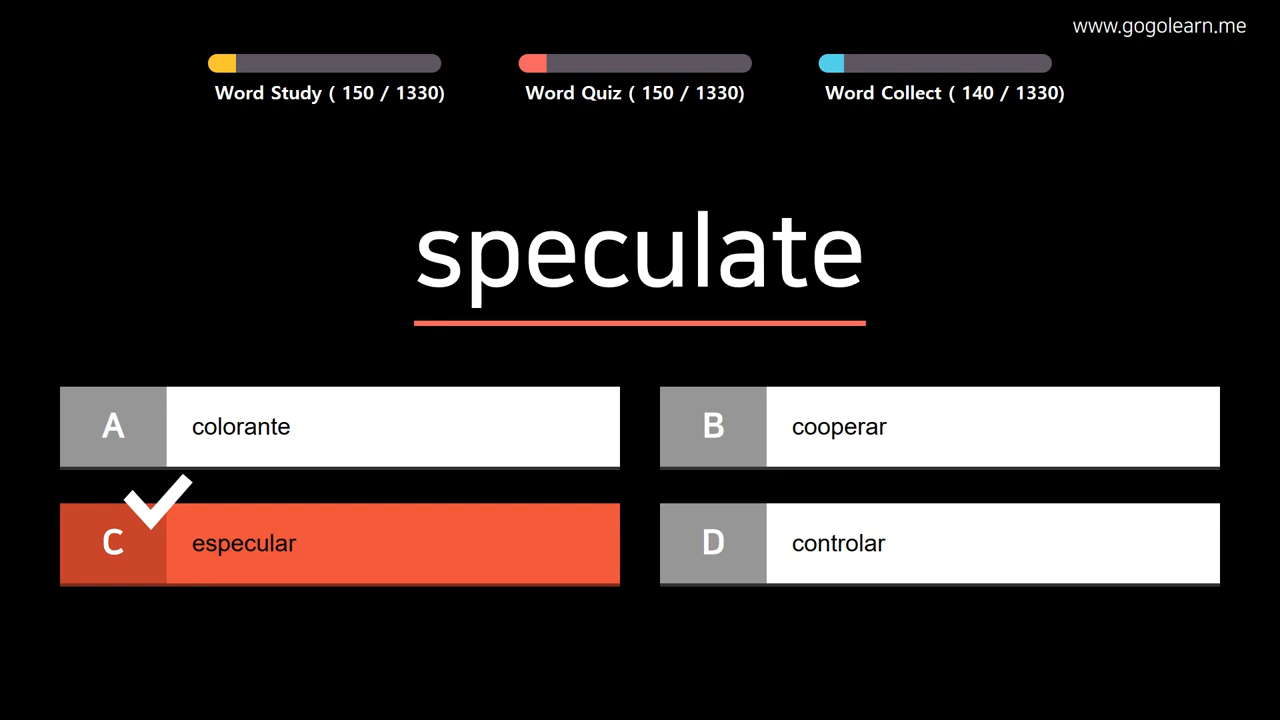 www.gogolearn.me
Word Study ( 150 / 1330)
Word Quiz ( 150 / 1330)
Word Collect ( 140 / 1330)
speculate
A colorante
B cooperar
C especular
D controlar